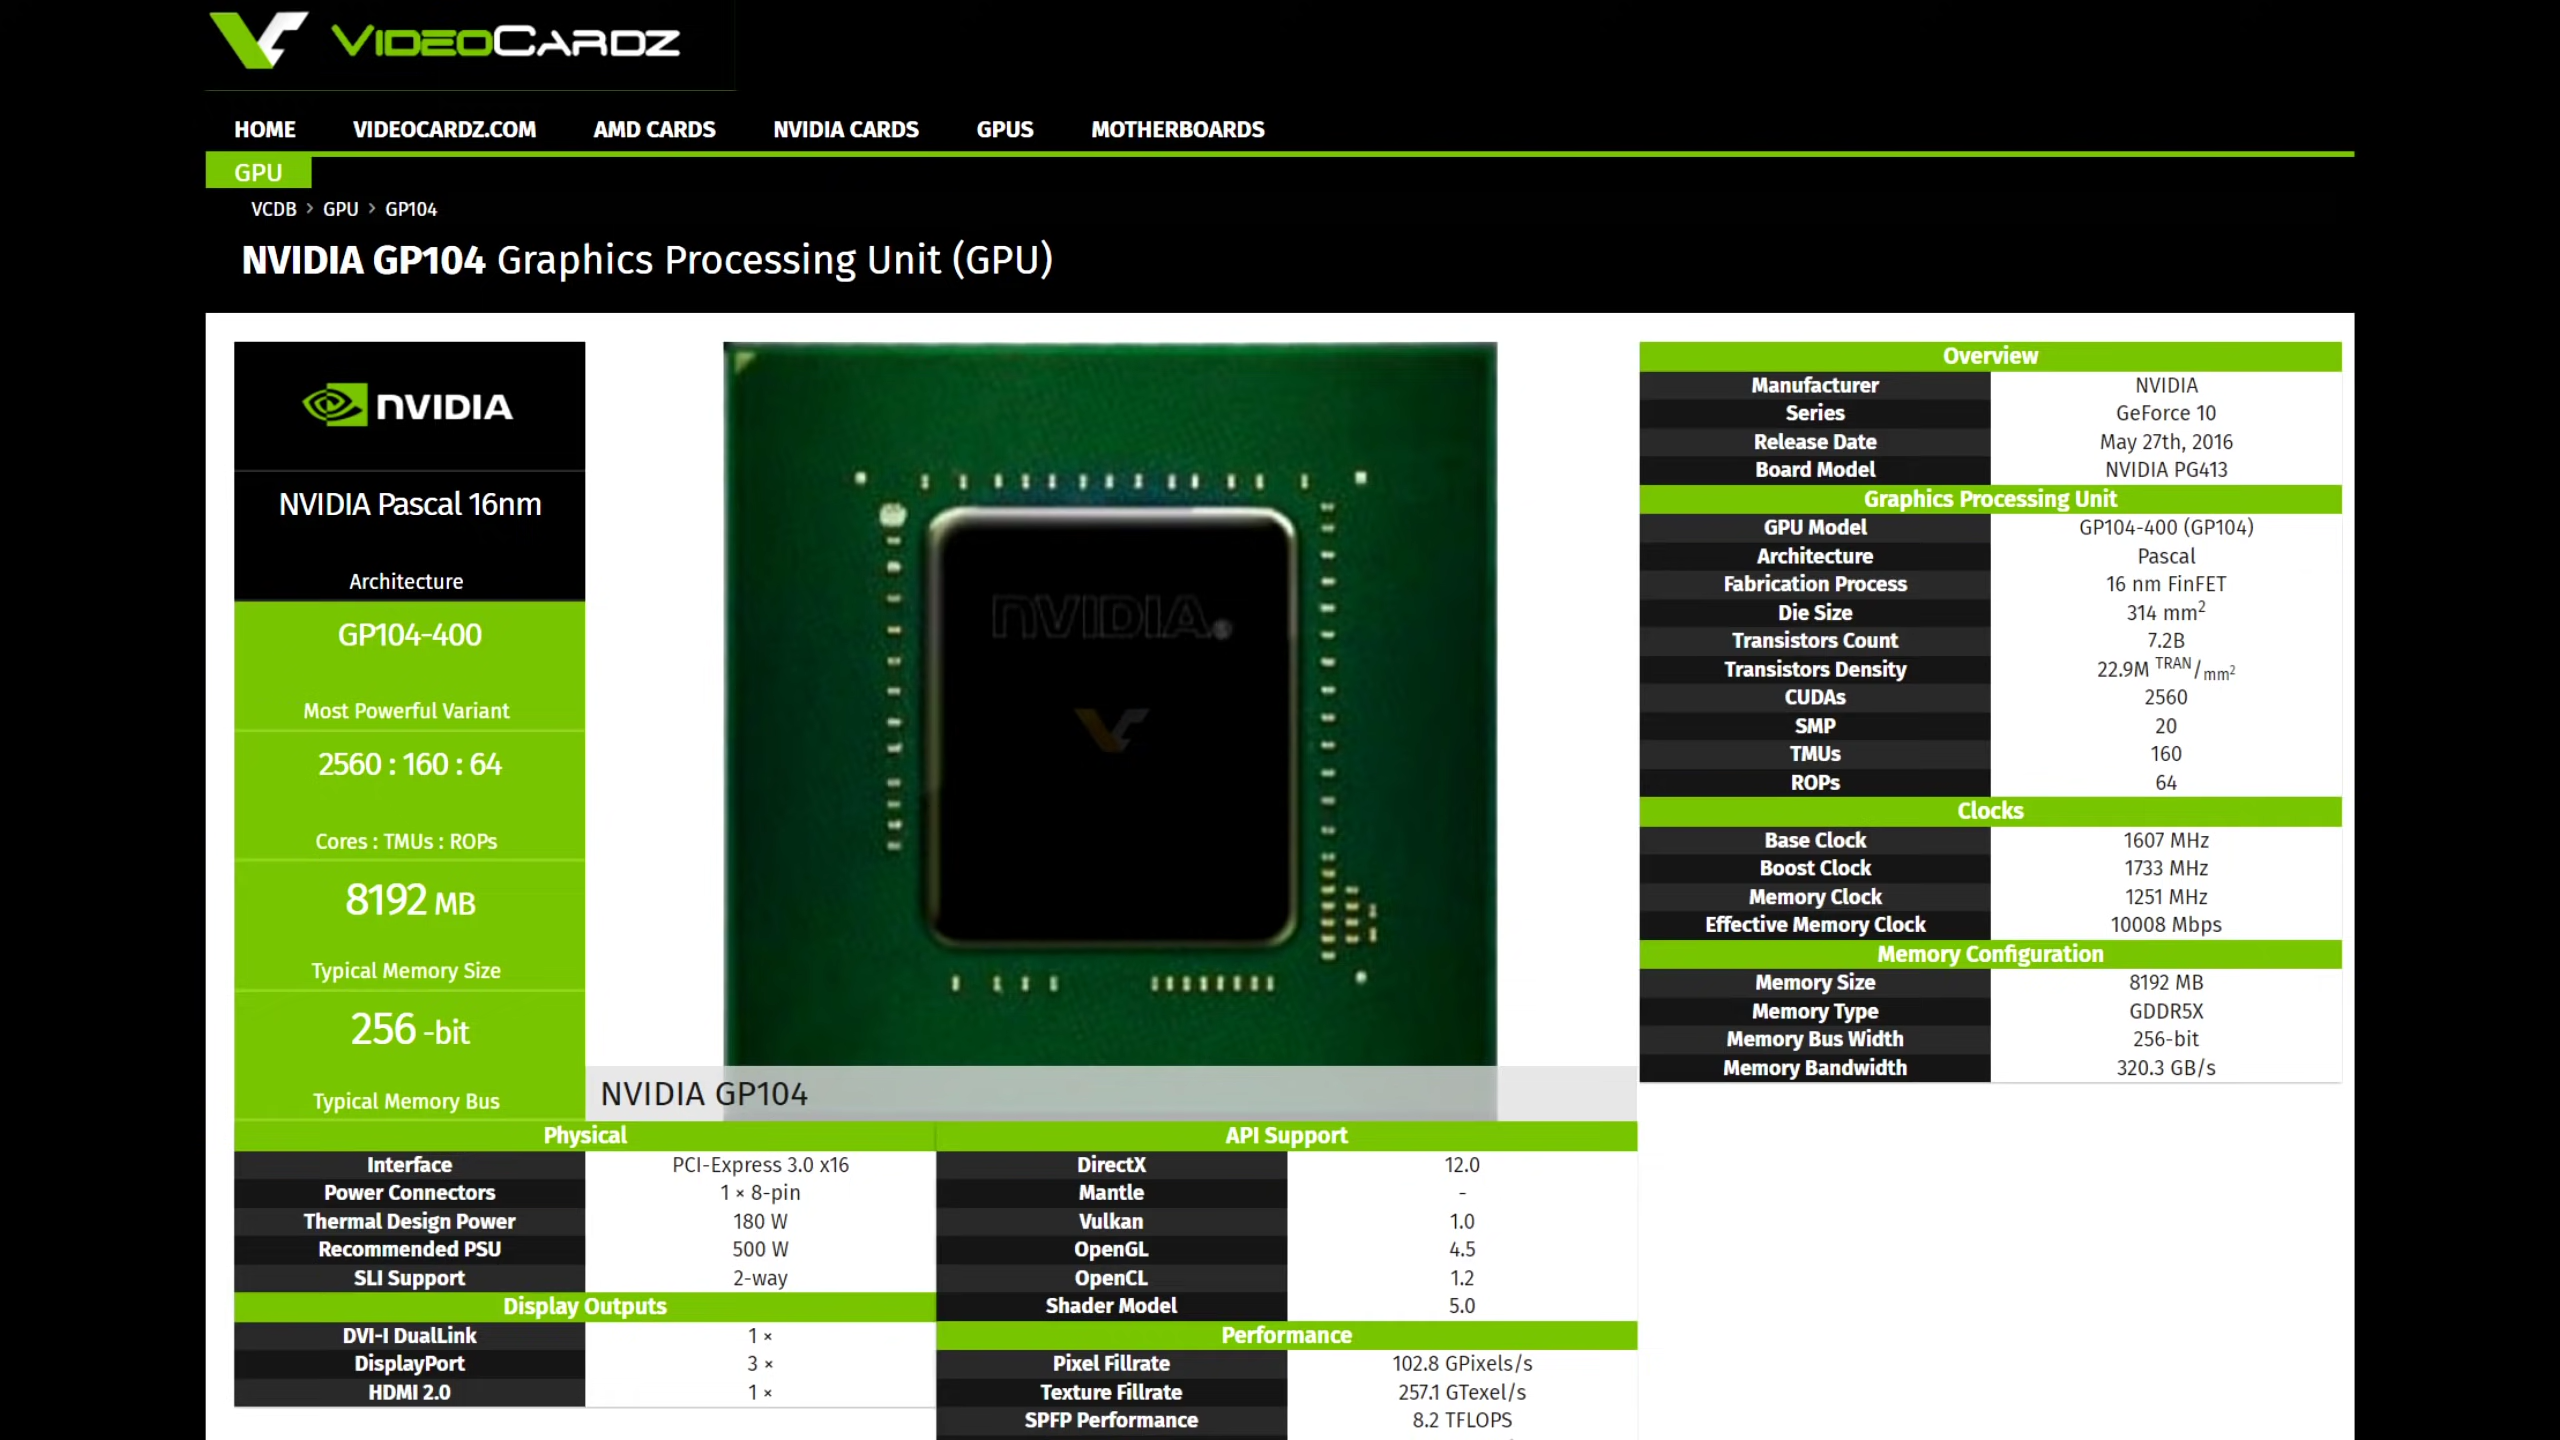 VIDEOCARDZ
HOME VIDEOCARDZ.COM AMD CARDS NVIDIA CARDS GPUS MOTHERBOARDS
GPU
VCDB > GPU > GP104
NVIDIA GP104 Graphics Processing Unit (GPU)
NVIDIA
NVIDIA Pascal 16nm
Architecture
GP104-400
Most Powerful Variant
2560 : 160 : 64
Cores : TMUs : ROPs
8192 MB
Typical Memory Size
256 -bit
Typical Memory Bus
NVIDIA.
NVIDIA GP104
Overview
Manufacturer NVIDIA
Series GeForce 10
Release Date May 27th, 2016
Board Model NVIDIA PG413
Graphics Processing Unit
GPU Model GP104-400 (GP104)
Architecture Pascal
Fabrication Process 16 nm FinFET
Die Size 314 mm²
Transistors Count 7.2B
Transistors Density 22.9M TRAN/mm²
CUDAs 2560
SMP 20
TMUs 160
ROPs 64
Clocks
Base Clock 1607 MHz
Boost Clock 1733 MHz
Memory Clock 1251 MHz
Effective Memory Clock 10008 Mbps
Memory Configuration
Memory Size 8192 MB
Memory Type GDDR5X
Memory Bus Width 256-bit
Memory Bandwidth 320.3 GB/s
Physical
Interface PCI-Express 3.0 x16
Power Connectors 1 × 8-pin
Thermal Design Power 180 W
Recommended PSU 500 W
SLI Support 2-way
Display Outputs
DVI-I DualLink 1 ×
DisplayPort 3 ×
HDMI 2.0 1 ×
API Support
DirectX 12.0
Mantle -
Vulkan 1.0
OpenGL 4.5
OpenCL 1.2
Shader Model 5.0
Performance
Pixel Fillrate 102.8 GPixels/s
Texture Fillrate 257.1 GTexel/s
SPFP Performance 8.2 TFLOPS